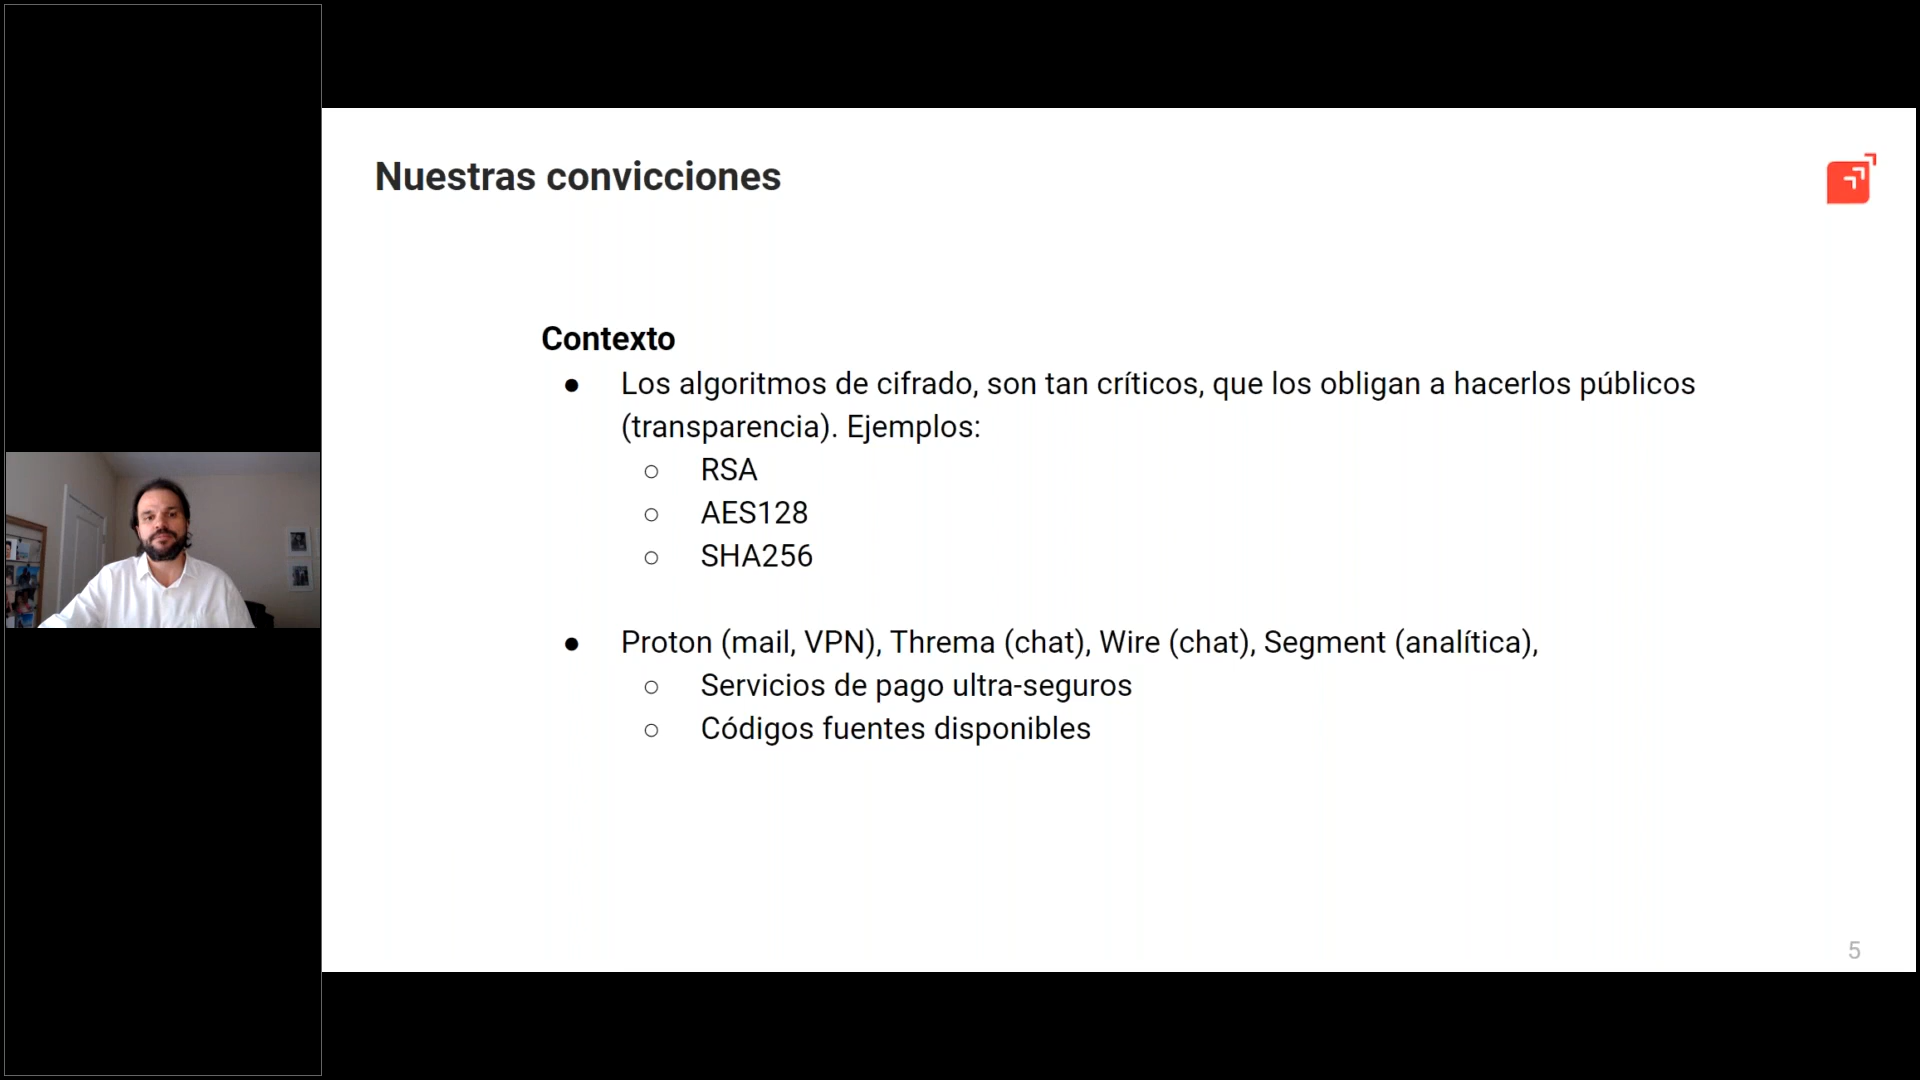 Nuestras convicciones
Contexto
● Los algoritmos de cifrado, son tan críticos, que los obligan a hacerlos públicos
(transparencia). Ejemplos:
○ RSA
○ AES128
○ SHA256
● Proton (mail, VPN), Threma (chat), Wire (chat), Segment (analítica),
○ Servicios de pago ultra-seguros
○ Códigos fuentes disponibles
5